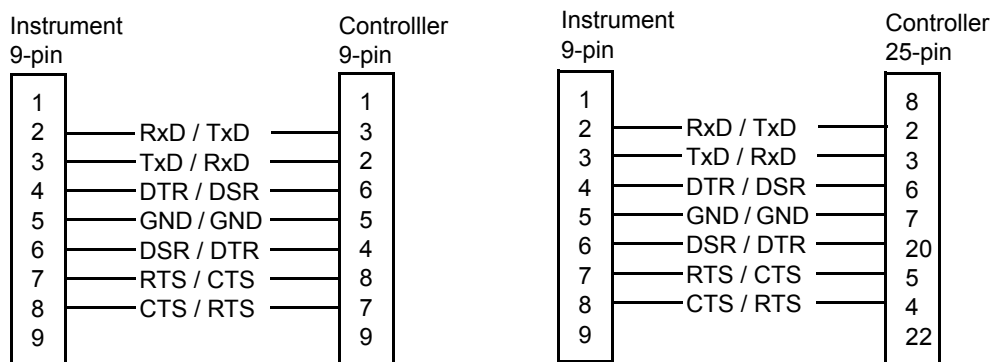 Instrument
9-pin
Controlller
9-pin
1 1
2 RxD / TxD 3
3 TxD / RxD 2
4 DTR / DSR 6
5 GND / GND 5
6 DSR / DTR 4
7 RTS / CTS 8
8 CTS / RTS 7
9 9
Instrument
9-pin
Controller
25-pin
1 8
2 RxD / TxD 2
3 TxD / RxD 3
4 DTR / DSR 6
5 GND / GND 7
6 DSR / DTR 20
7 RTS / CTS 5
8 CTS / RTS 4
9 22